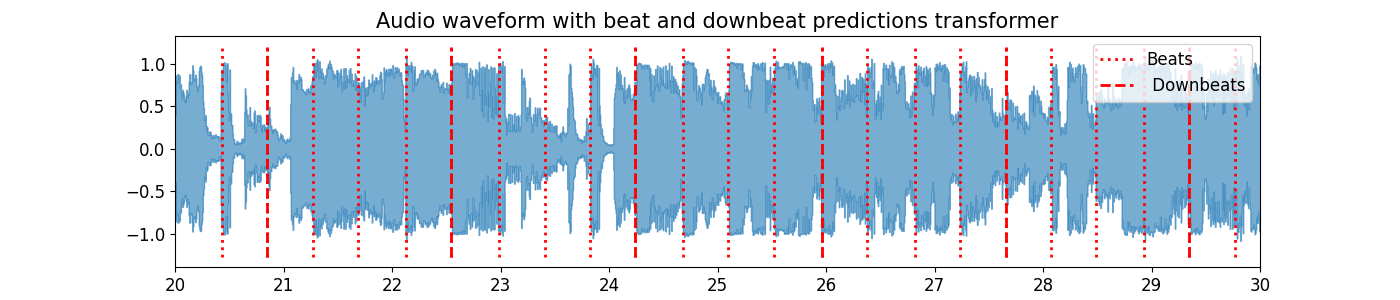 Audio waveform with beat and downbeat predictions transformer
Beats
Downbeats
1.0
0.5
0.0
−0.5
−1.0
20 21 22 23 24 25 26 27 28 29 30